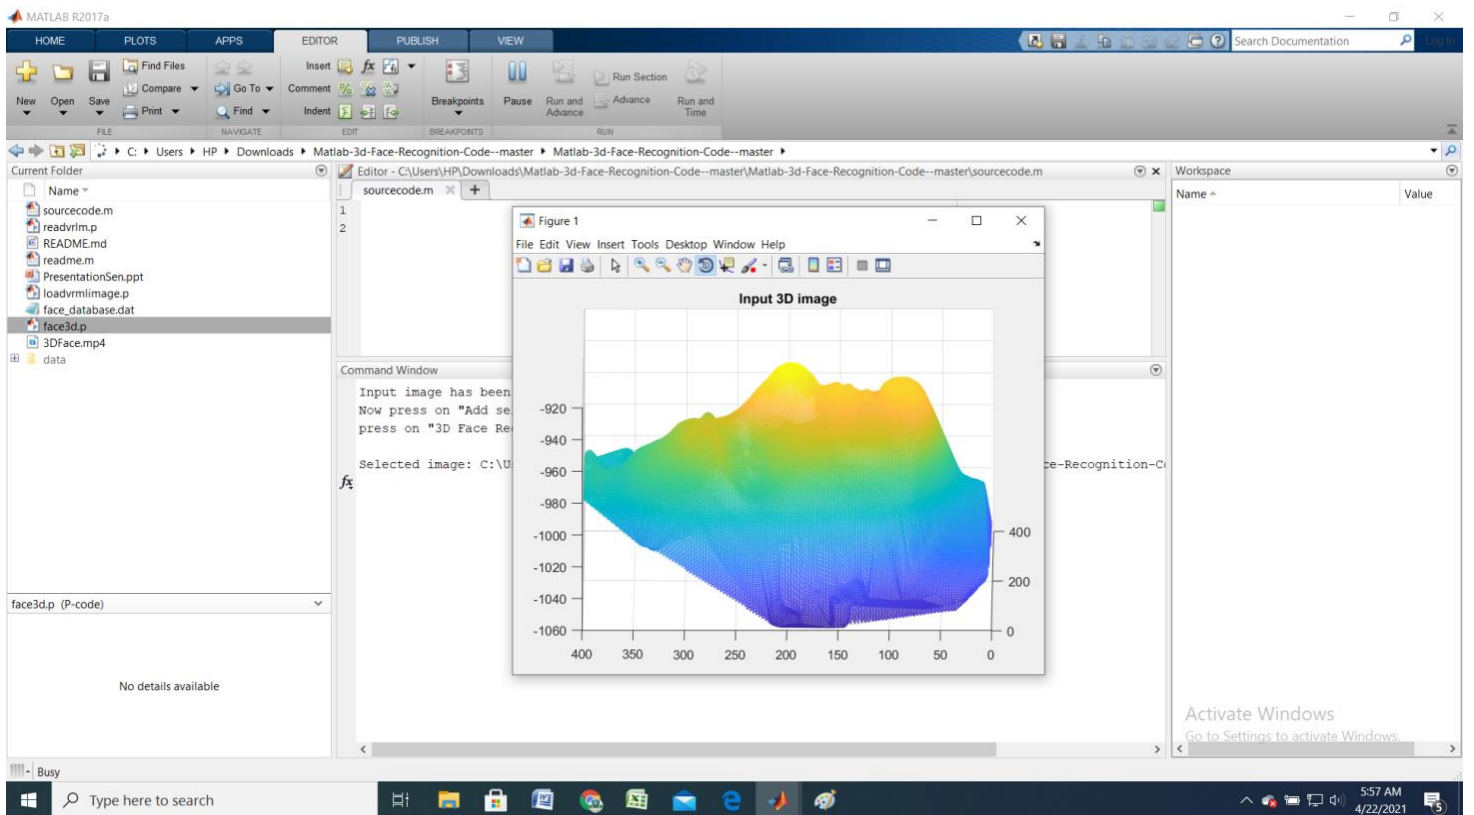 MATLAB R2017a
HOME PLOTS APPS EDITOR PUBLISH VIEW
Search Documentation
Log In
New Open Save
Find Files
Compare
Print
FILE
Go To
Find
NAVIGATE
Insert fx
Comment
Indent
EDIT
Breakpoints
BREAKPOINTS
Pause
Run and Advance
Run Section
Advance
Run and Time
RUN
C: Users HP Downloads Matlab-3d-Face-Recognition-Code--master Matlab-3d-Face-Recognition-Code--master
Current Folder
Name
sourcecode.m
readvrlm.p
README.md
readme.m
PresentationSen.ppt
loadvrmlimage.p
face_database.dat
face3d.p
3DFace.mp4
data
face3d.p (P-code)
No details available
Editor - C:\Users\HP\Downloads\Matlab-3d-Face-Recognition-Code--master\Matlab-3d-Face-Recognition-Code--master\sourcecode.m
sourcecode.m
1
2
Command Window
Input image has been
Now press on "Add se
press on "3D Face Re
Selected image: C:\U
ce-Recognition-Co
fx
Figure 1
File Edit View Insert Tools Desktop Window Help
Input 3D image
-920
-940
-960
-980
-1000
-1020
-1040
-1060
400
200
0
400 350 300 250 200 150 100 50 0
Workspace
Name Value
Activate Windows
Go to Settings to activate Windows.
Busy
Type here to search
5:57 AM
4/22/2021
5